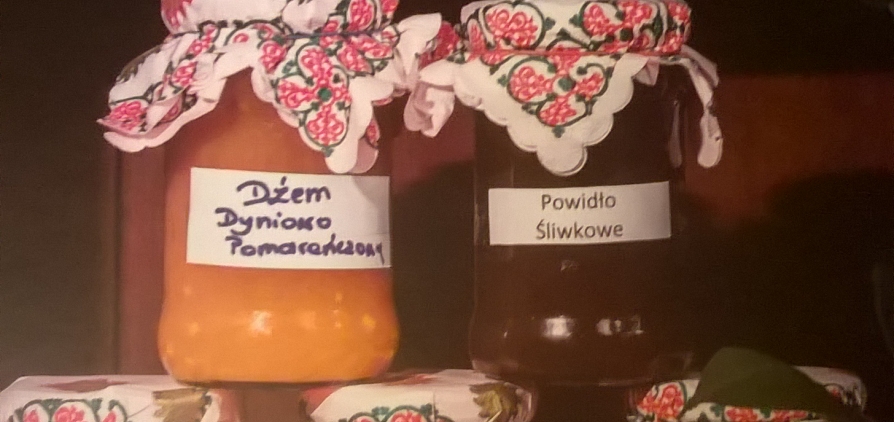 Dżem
Dyniowo
Pomarańczowy
Powidło
Śliwkowe